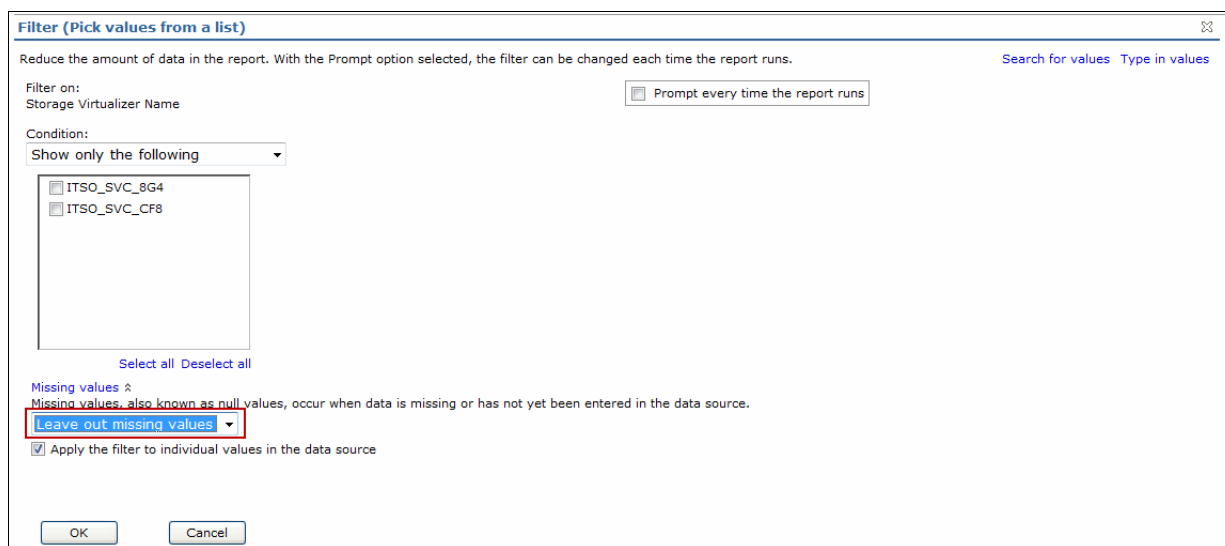 Filter (Pick values from a list)
Reduce the amount of data in the report. With the Prompt option selected, the filter can be changed each time the report runs.
Search for values Type in values
Filter on:
Storage Virtualizer Name
Prompt every time the report runs
Condition:
Show only the following
ITSO_SVC_8G4
ITSO_SVC_CF8
Select all Deselect all
Missing values
Missing values, also known as null values, occur when data is missing or has not yet been entered in the data source.
Leave out missing values
Apply the filter to individual values in the data source
OK Cancel